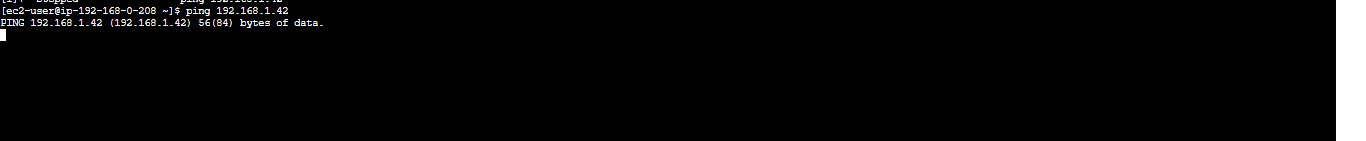 [ec2-user@ip-192-168-0-208 ~]$ ping 192.168.1.42
PING 192.168.1.42 (192.168.1.42) 56(84) bytes of data.